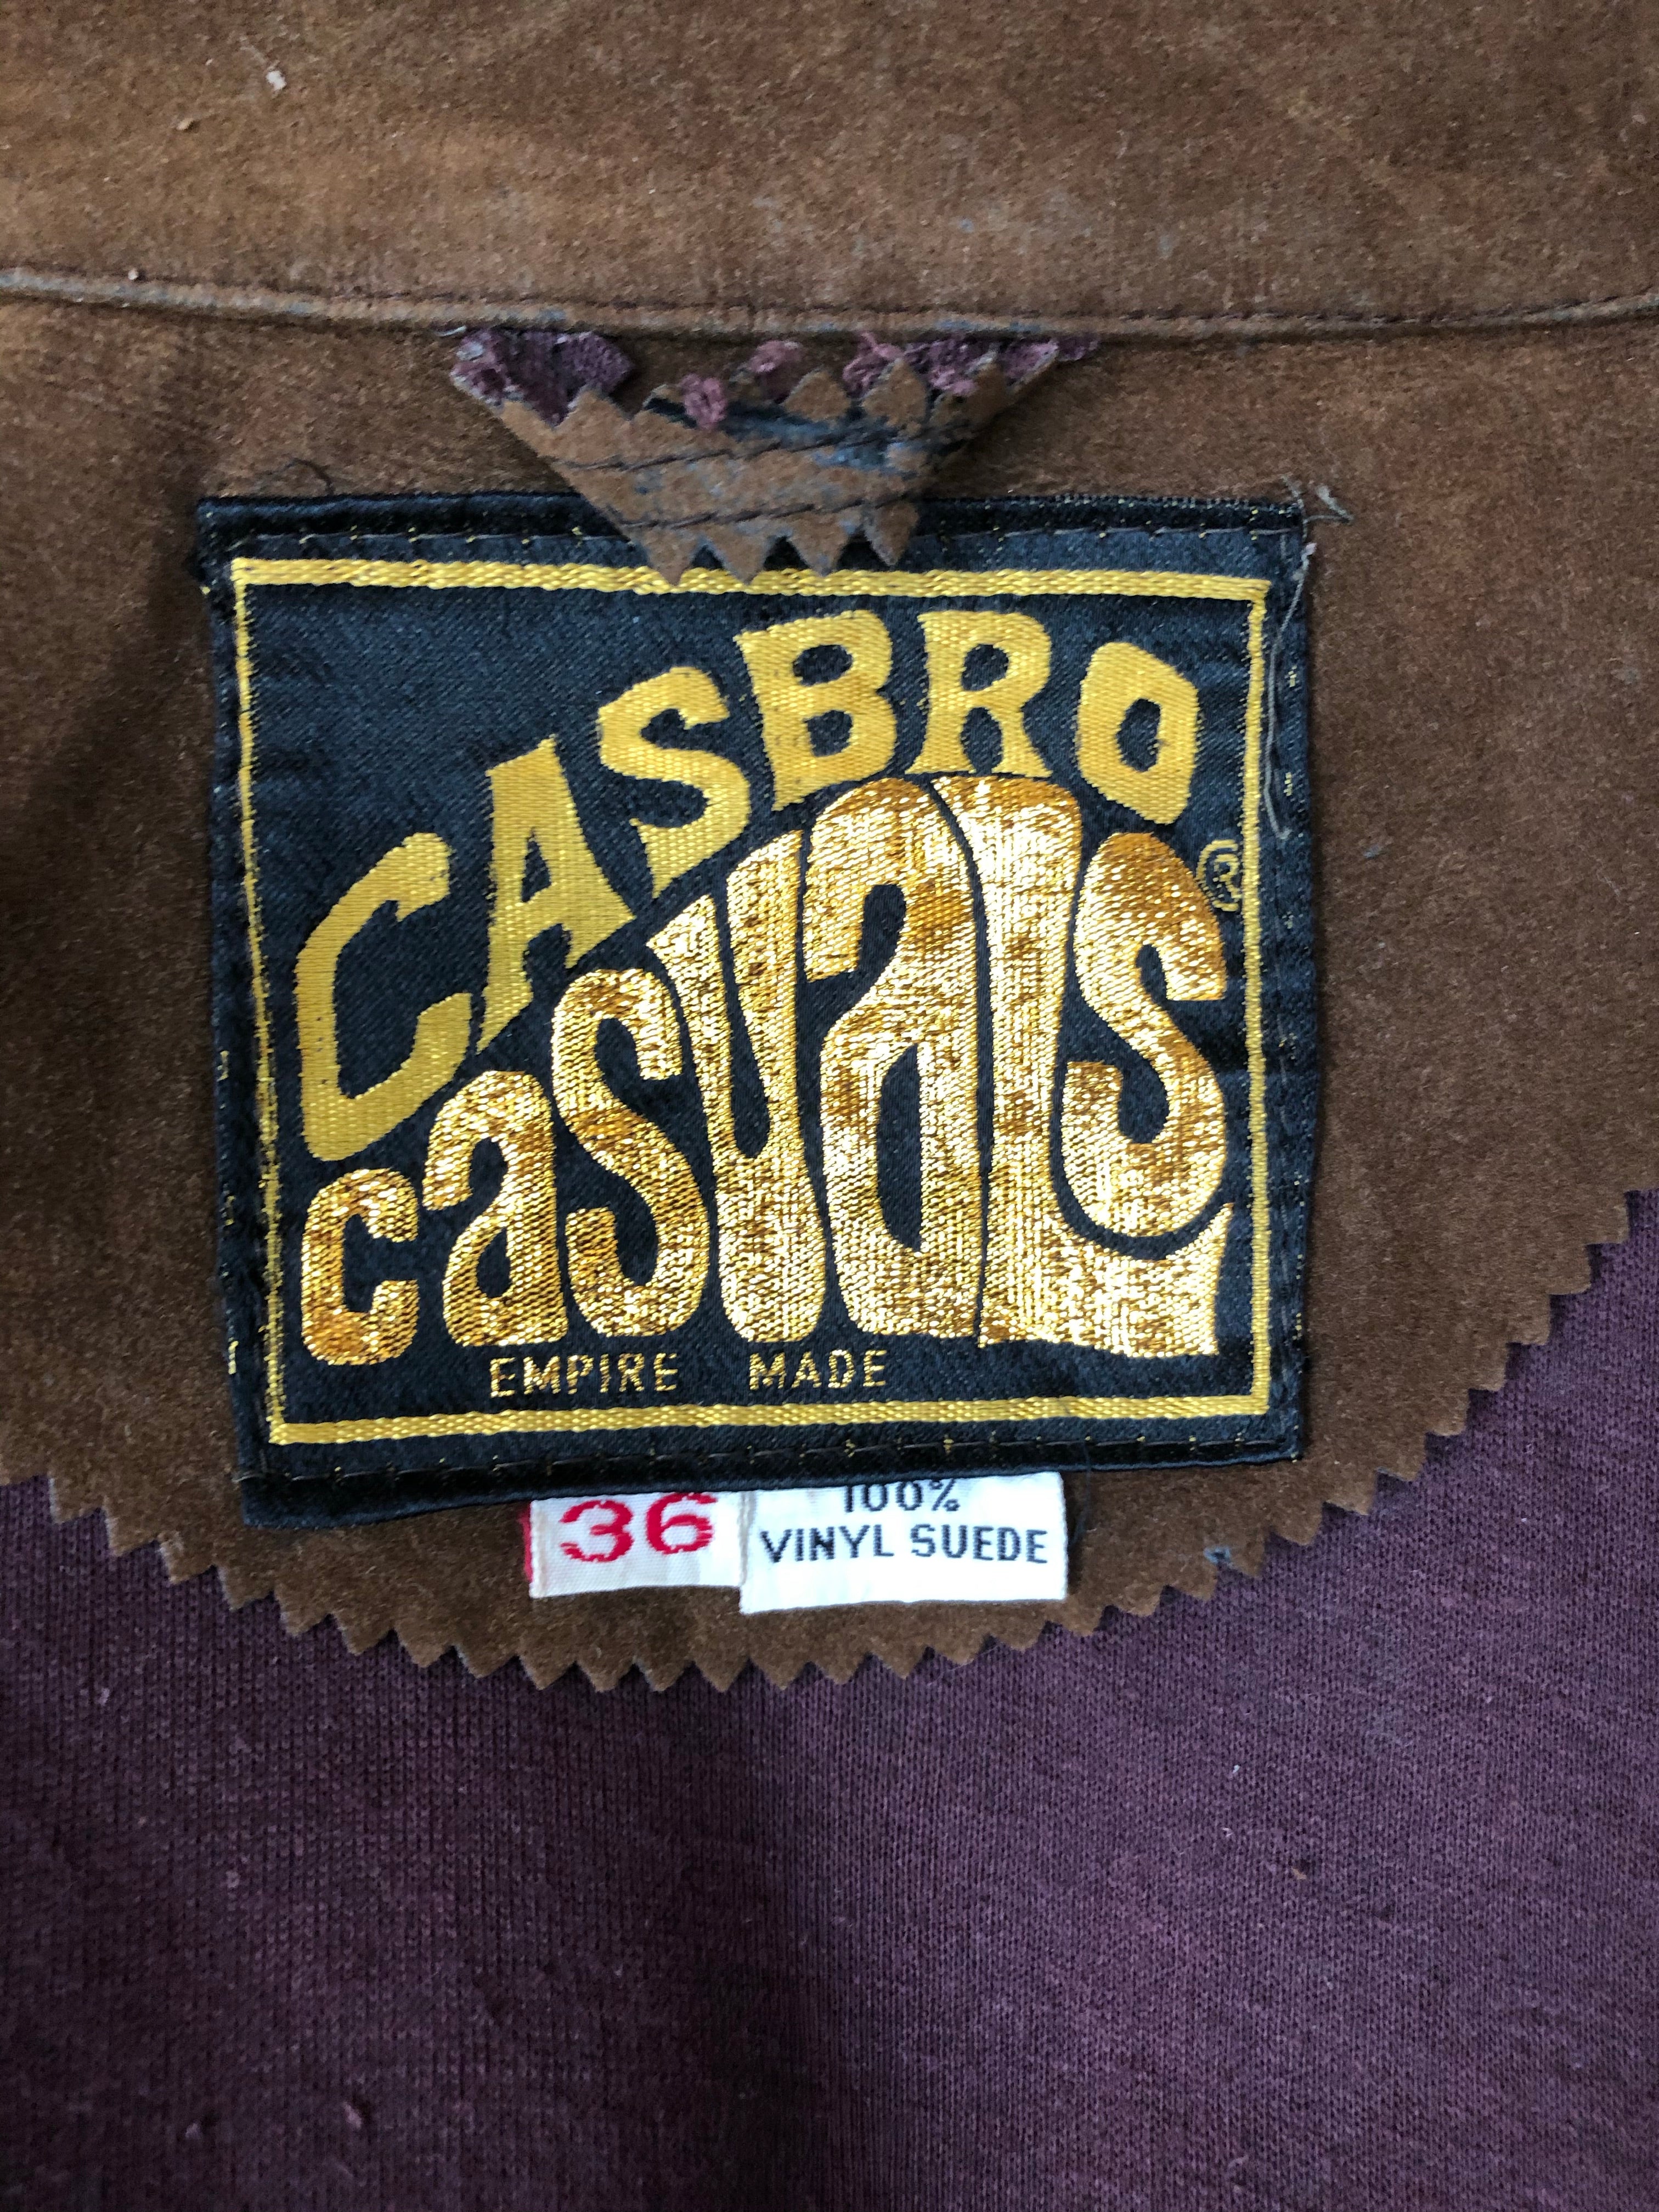 CASBRO
casuals ®
EMPIRE MADE
36
100%
VINYL SUEDE